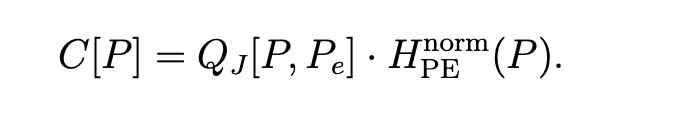 C[P] = Q_J[P, P_e] · H_PE^norm(P).